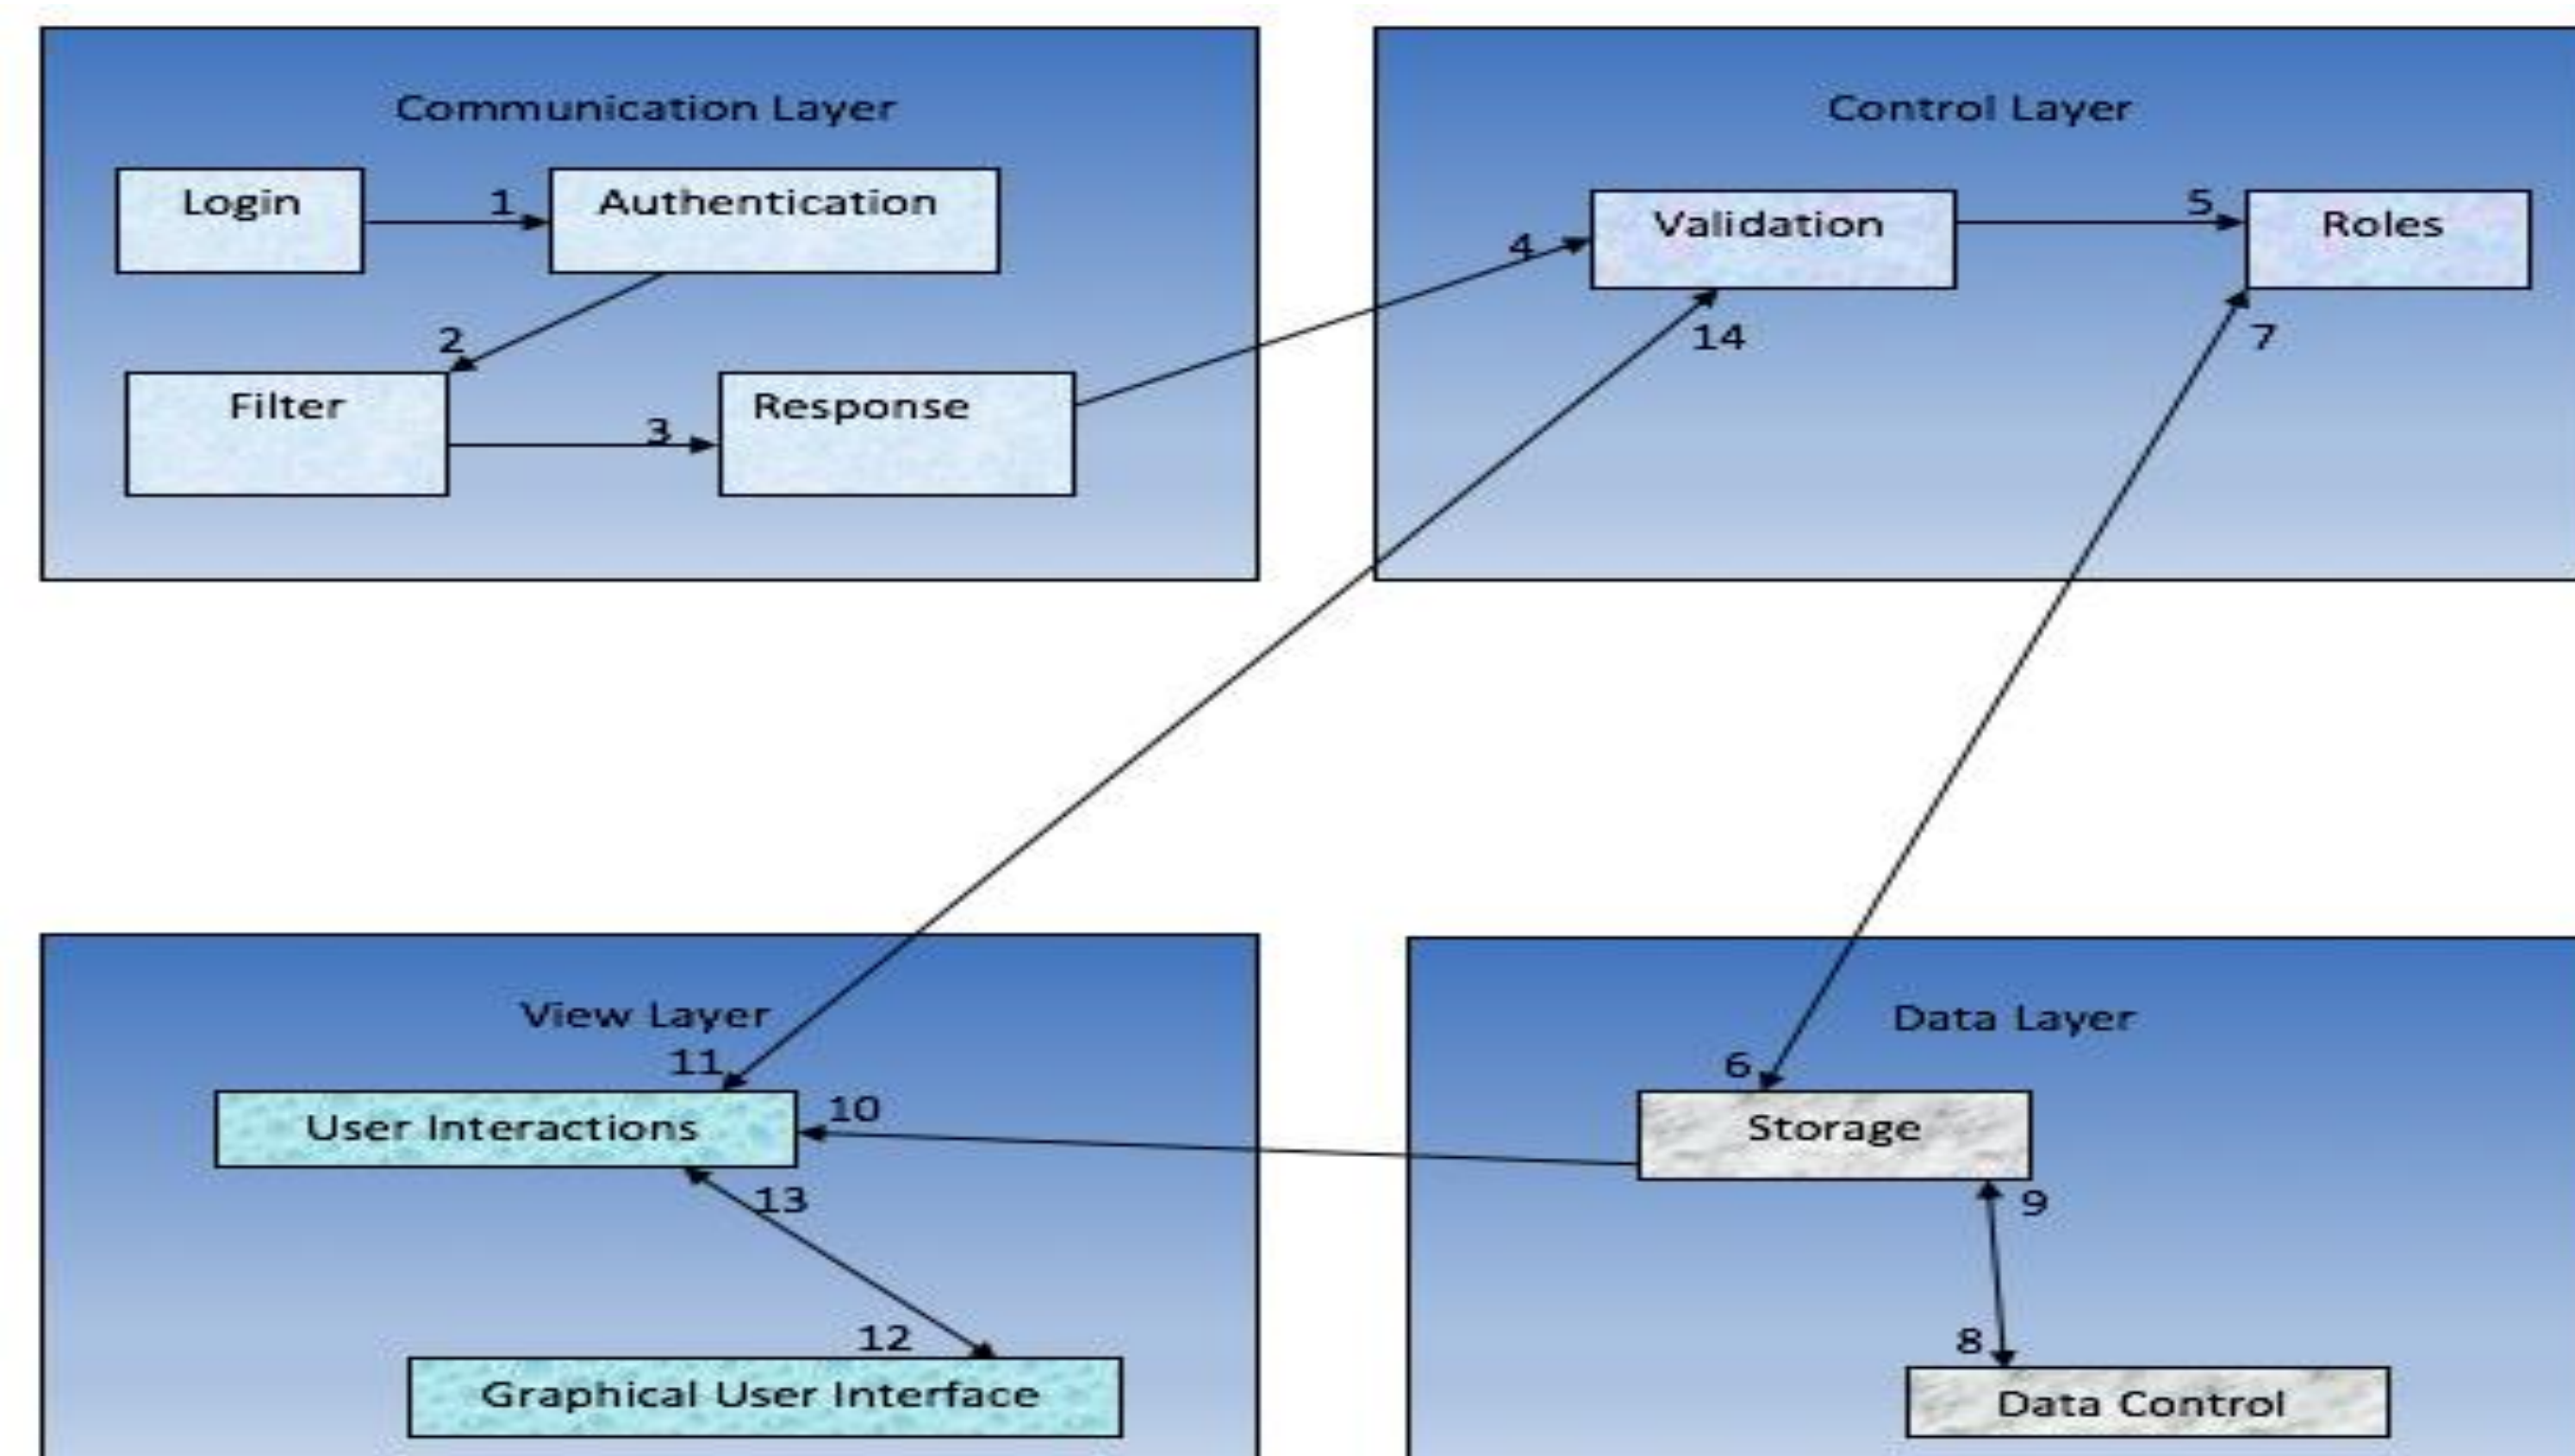 Communication Layer
Login
1
Authentication
2
Filter
3
Response
Control Layer
4
Validation
5
Roles
14
7
View Layer
11
User Interactions
10
13
12
Graphical User Interface
Data Layer
6
Storage
9
8
Data Control